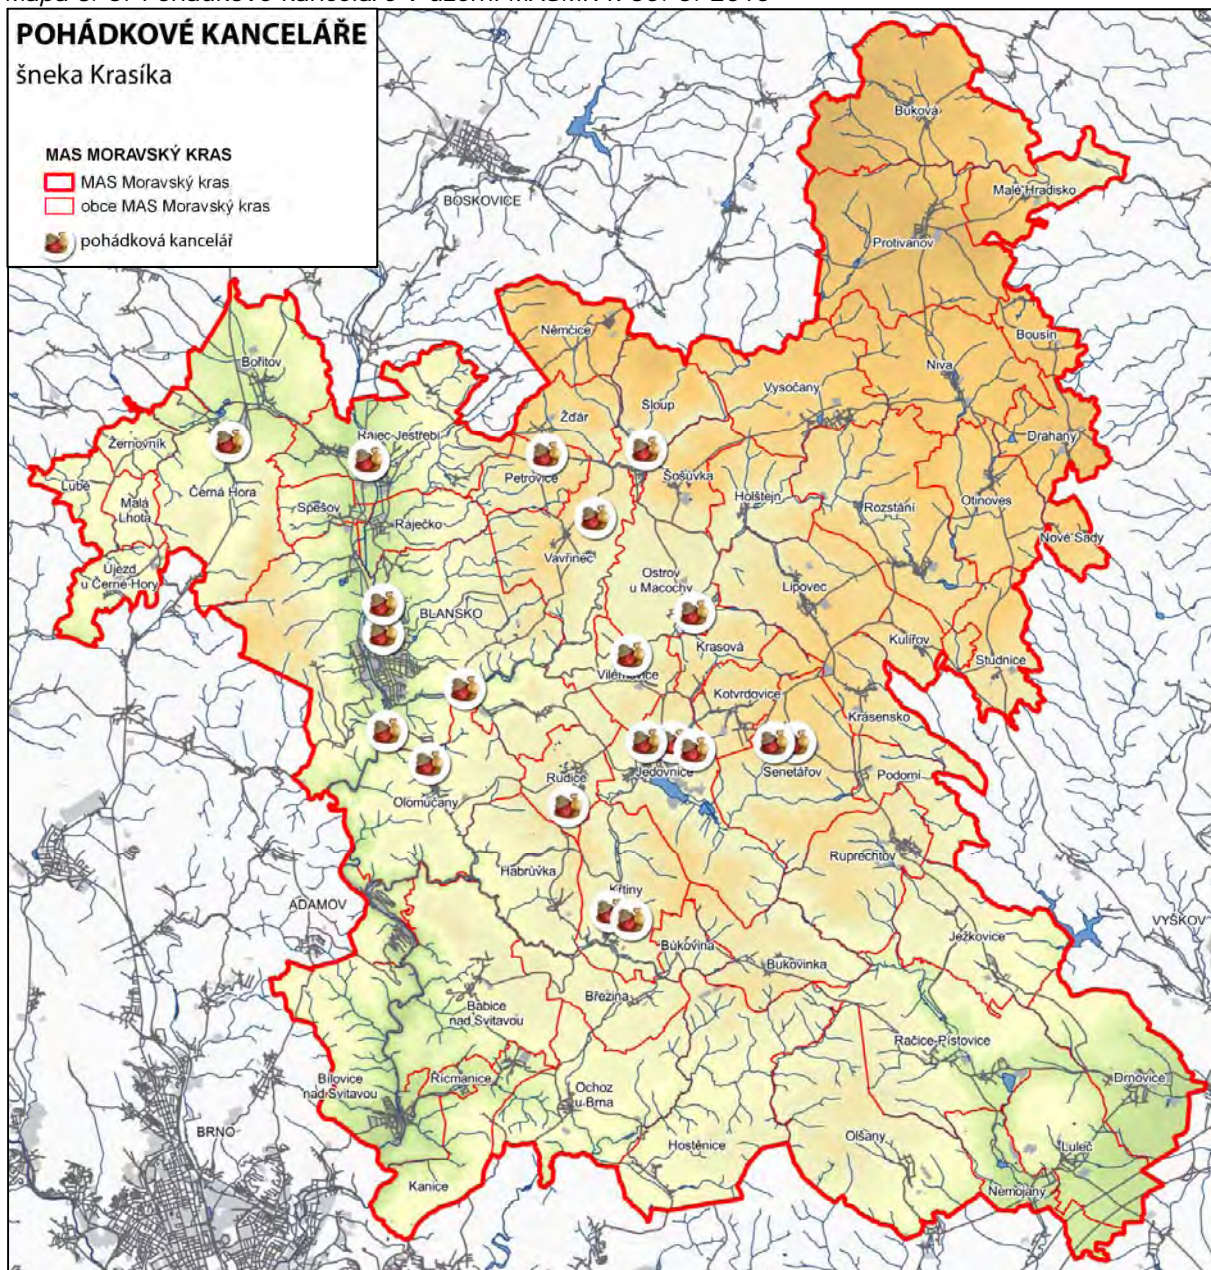 POHÁDKOVÉ KANCELÁŘE
šneka Krasíka
MAS MORAVSKÝ KRAS
MAS Moravský kras
obce MAS Moravský kras
pohádková kancelář
BOSKOVICE
Buková
Malé Hradisko
Protivanov
Němčice
Bousín
Bořitov
Niva
Vysočany
Žďár
Sloup
Žernovník
Rájec-Jestřebí
Drahany
Lubě
Černá Hora
Petrovice
Šošůvka
Holštejn
Rozstání
Otinoves
Malá
Lhota
Spešov
Ráječko
Nové Sady
Vavřinec
Újezd
u Černé Hory
Ostrov
u Macochy
Lipovec
BLANSKO
Krasová
Kulířov
Studnice
Vilémovice
Kotvrdovice
Krásensko
Rudice
Jedovnice
Senetářov
Podomí
Olomučany
Habrůvka
Ruprechtov
Křtiny
ADAMOV
VYŠKOV
Bukovina
Ježkovice
Bukovinka
Březina
Babice
nad Svitavou
Račice-Pístovice
Bílovice
nad Svitavou
Řícmanice
Drnovice
Ochoz
u Brna
BRNO
Hostěnice
Olšany
Luleč
Kanice
Nemojany